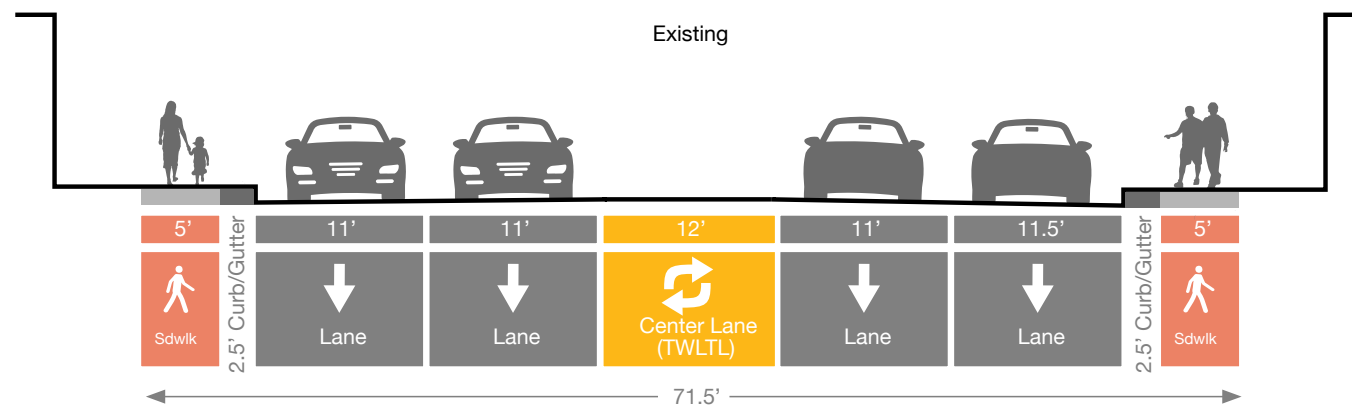 Existing
5’
2.5’ Curb/Gutter
11’
11’
12’
11’
11.5’
2.5’ Curb/Gutter
5’
Sdwlk
Lane
Lane
Center Lane
(TWLTL)
Lane
Lane
Sdwlk
71.5’